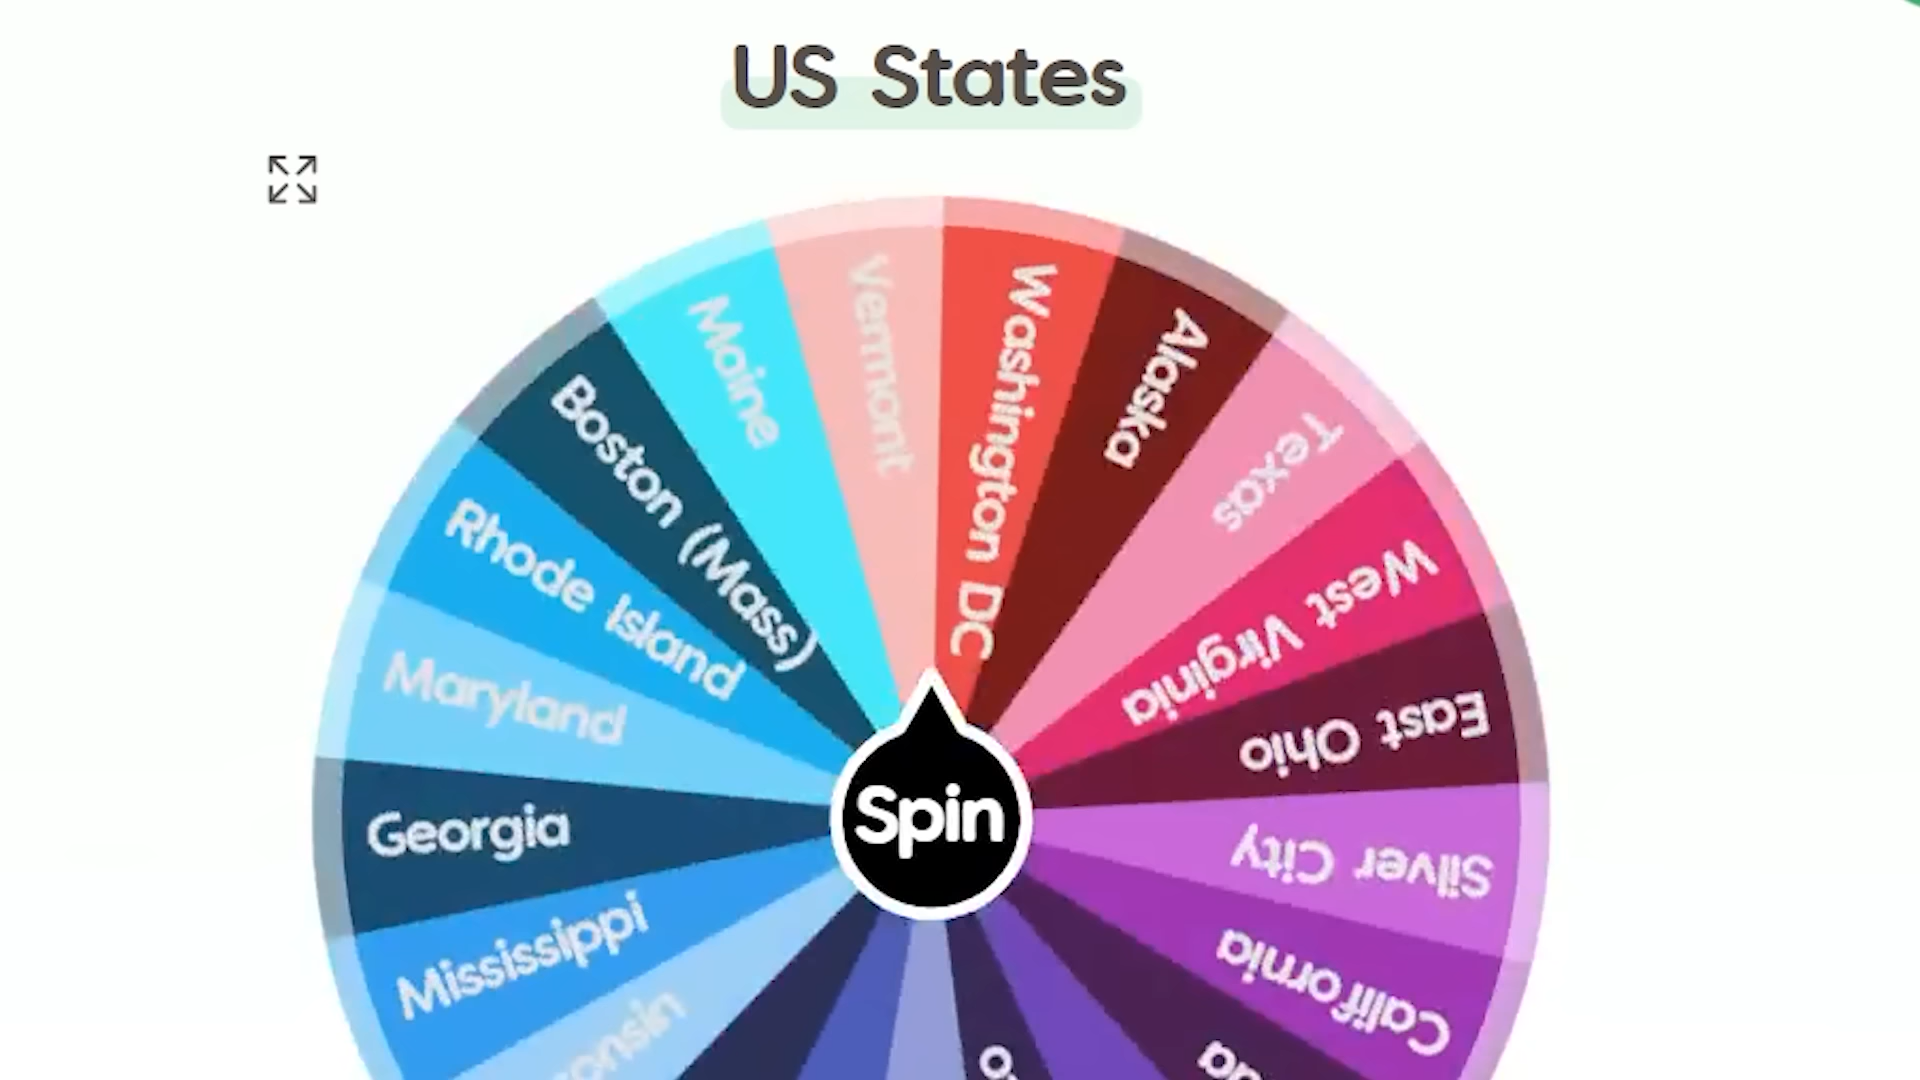 US States
Vermont
Washington DC
Alaska
Texas
West Virginia
East Ohio
Silver City
California
Mississippi
Georgia
Maryland
Rhode Island
Boston (Mass)
Maine
Spin